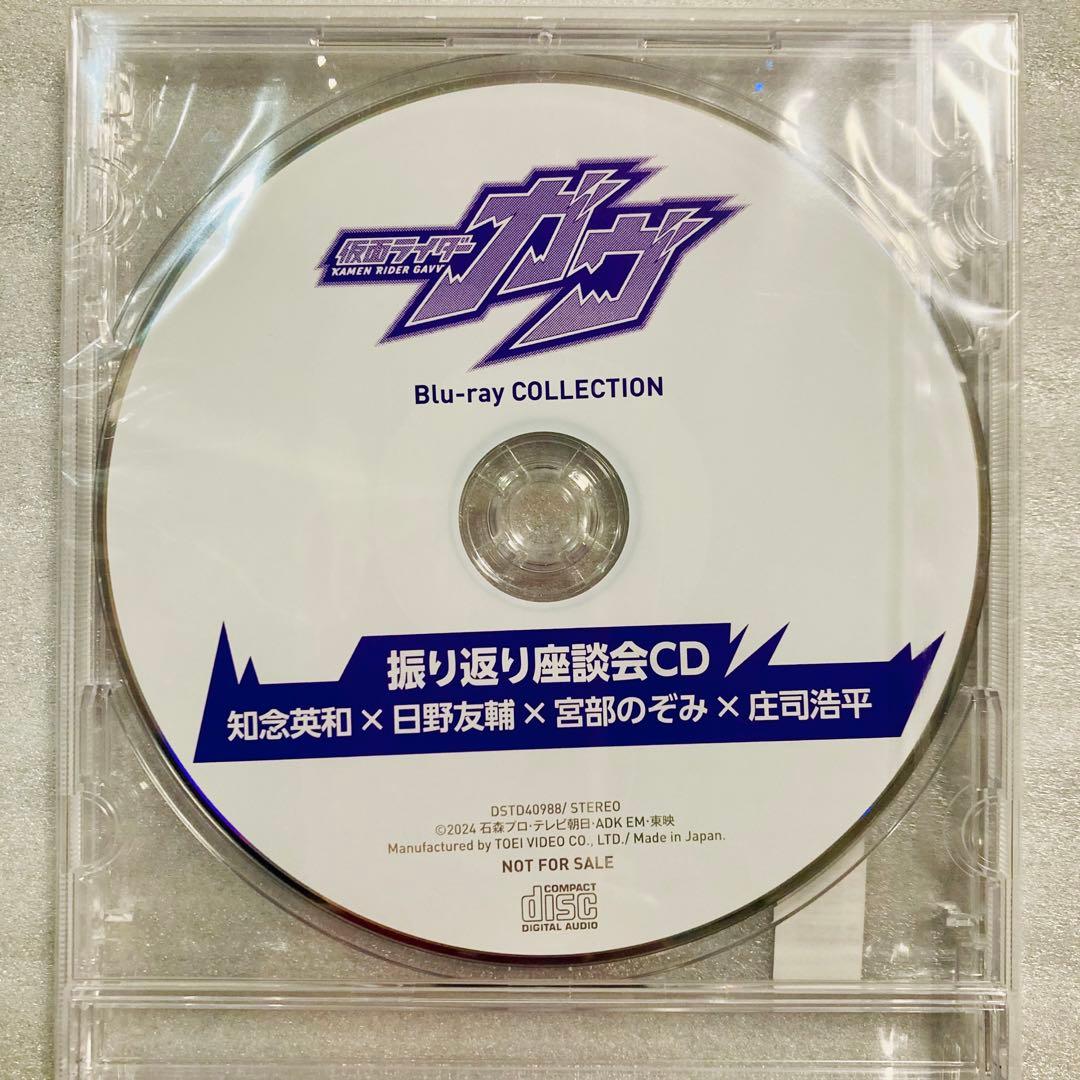 仮面ライダー
KAMEN RIDER GAVV
ガヴ
Blu-ray COLLECTION
振り返り座談会CD
知念英和×日野友輔×宮部のぞみ×庄司浩平
DSTD40988/ STEREO
©2024 石森プロ・テレビ朝日・ADK EM・東映
Manufactured by TOEI VIDEO CO., LTD./ Made in Japan.
NOT FOR SALE
COMPACT
disc
DIGITAL AUDIO